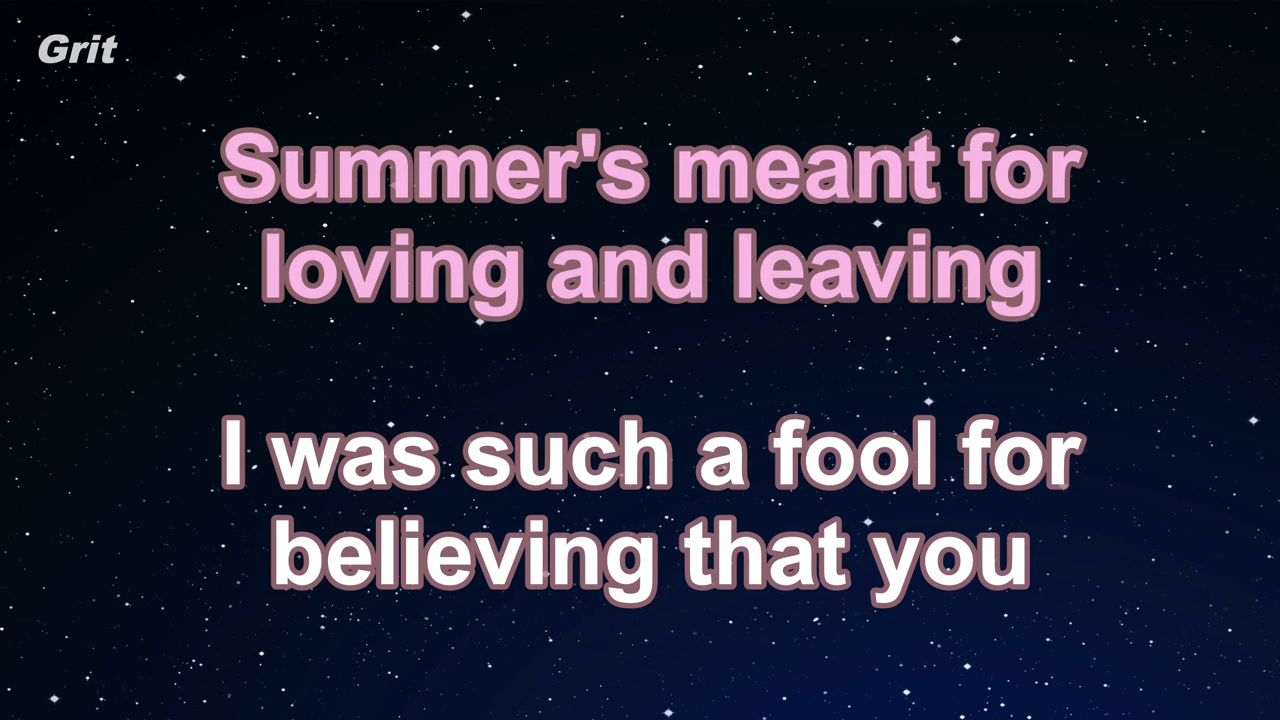 Grit
Summer's meant for
loving and leaving
I was such a fool for
believing that you